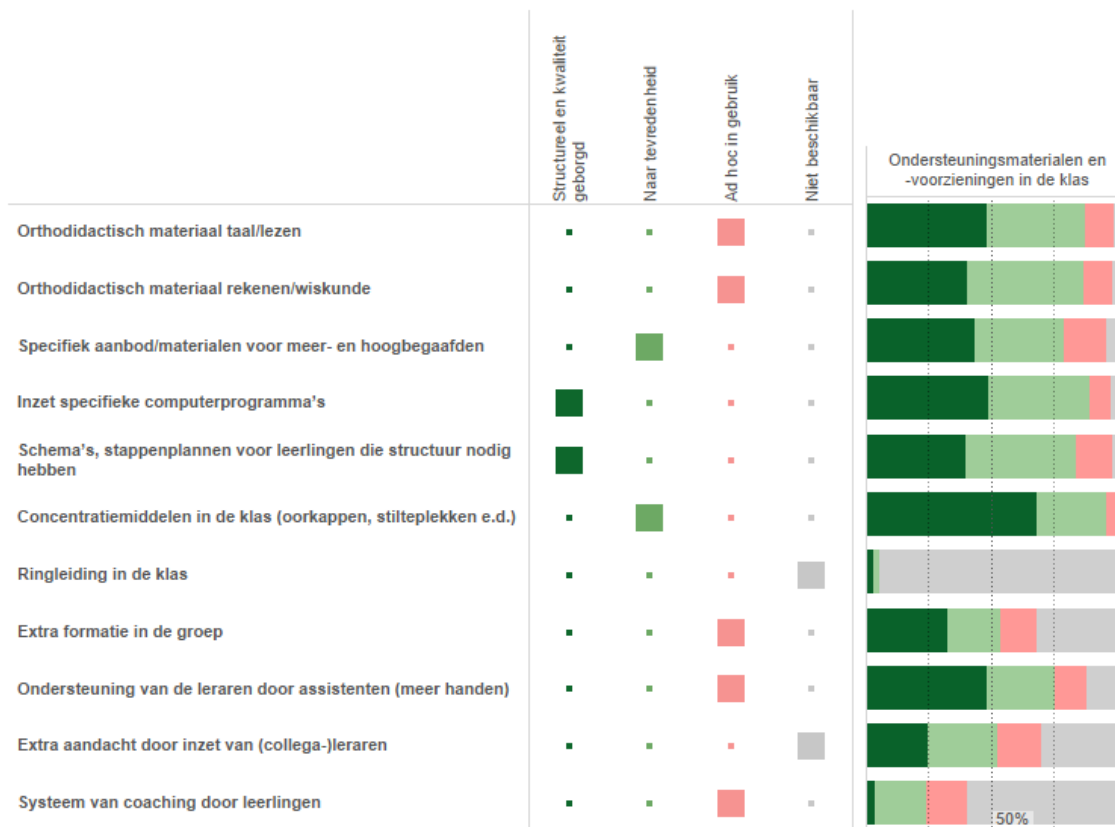 Structureel en kwaliteit
geborgd
Naar tevredenheid
Ad hoc in gebruik
Niet beschikbaar
Ondersteuningsmaterialen en
-voorzieningen in de klas
Orthodidactisch materiaal taal/lezen
Orthodidactisch materiaal rekenen/wiskunde
Specifiek aanbod/materialen voor meer- en hoogbegaafden
Inzet specifieke computerprogramma's
Schema's, stappenplannen voor leerlingen die structuur nodig
hebben
Concentratiemiddelen in de klas (oorkappen, stilteplekken e.d.)
Ringleiding in de klas
Extra formatie in de groep
Ondersteuning van de leraren door assistenten (meer handen)
Extra aandacht door inzet van (collega-)leraren
Systeem van coaching door leerlingen
50%